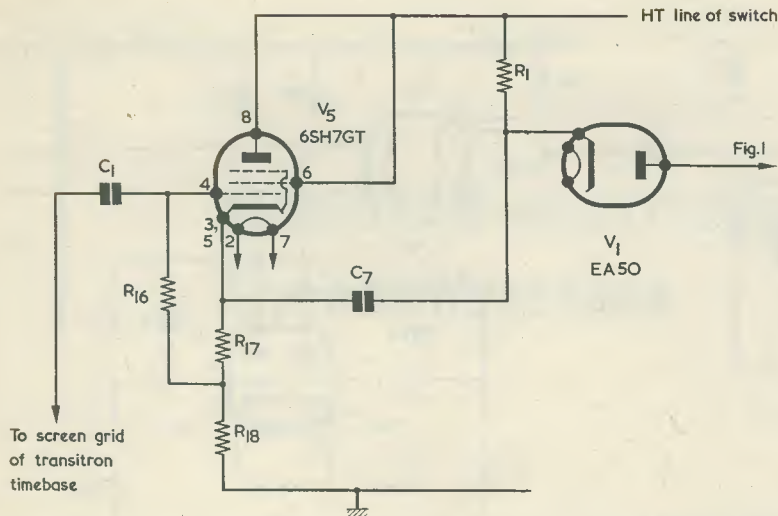 HT line of switch
R1
8
V5
6SH7GT
C1
4
6
Fig.1
3,
5
2
7
V1
EA50
C7
R16
R17
R18
To screen grid
of transitron
timebase